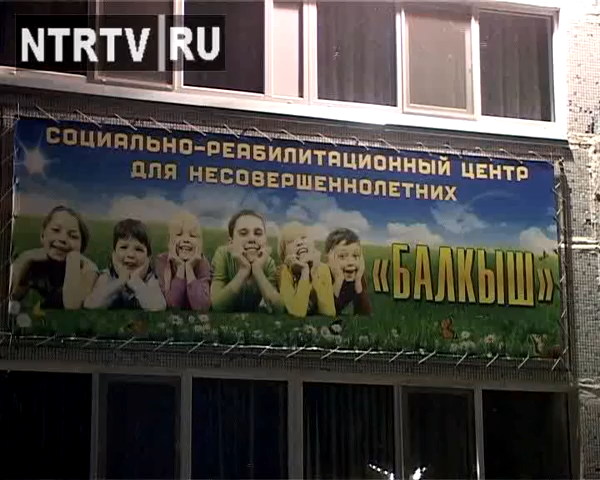 NTRTV RU
СОЦИАЛЬНО-РЕАБИЛИТАЦИОННЫЙ ЦЕНТР
ДЛЯ НЕСОВЕРШЕННОЛЕТНИХ
«БАЛКЫШ»